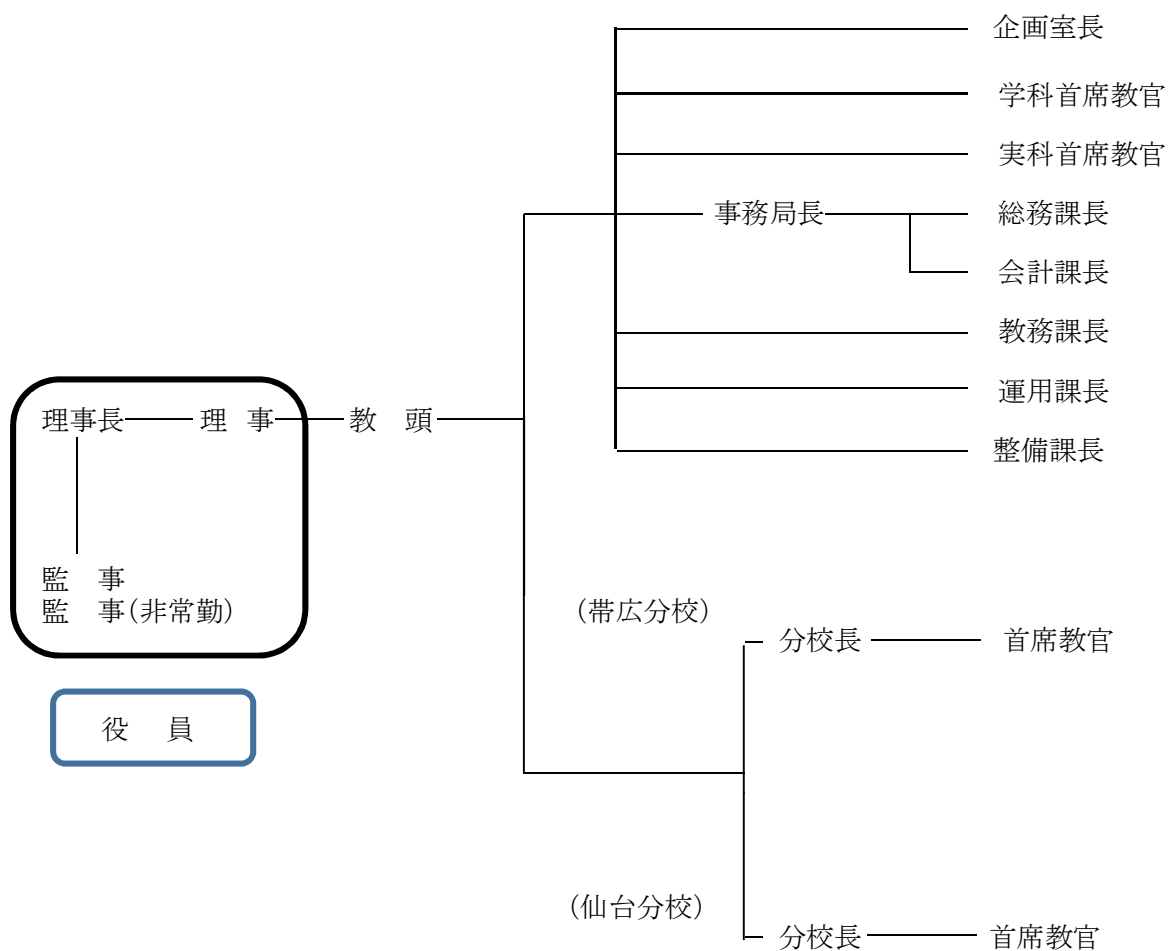 企画室長
学科首席教官
実科首席教官
事務局長 総務課長
会計課長
教務課長
運用課長
理事長 理 事 教 頭
整備課長
監 事
監 事(非常勤)
(帯広分校)
分校長 首席教官
役 員
(仙台分校)
分校長 首席教官